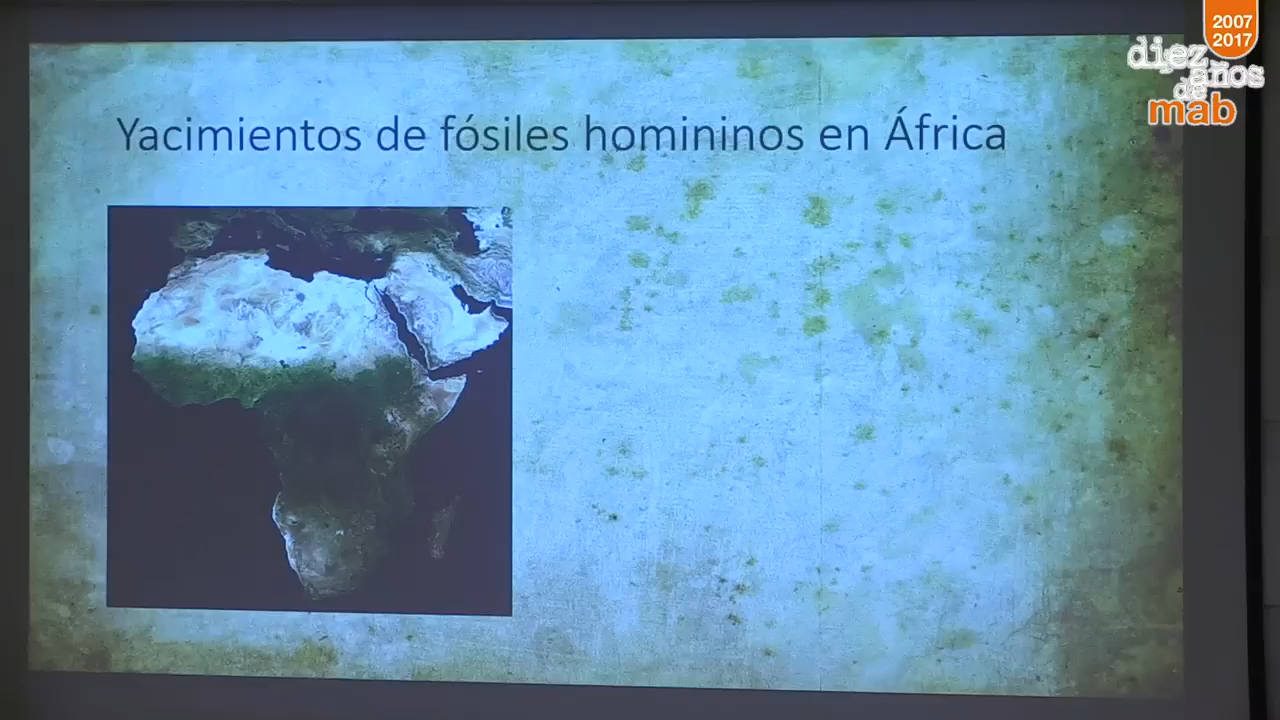 Yacimientos de fósiles homininos en África
2007
2017
diez
años
de
mab